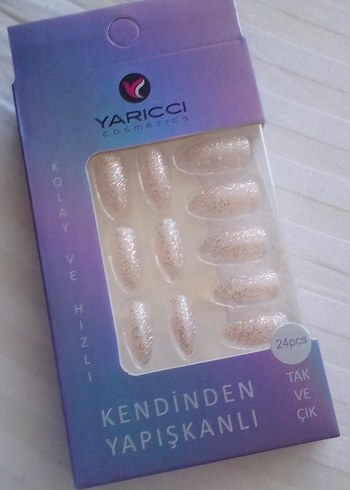 YARICCI
COSMETICS
KOLAY VE HIZLI
24pcs
KENDİNDEN
YAPIŞKANLI
TAK
VE
ÇIK